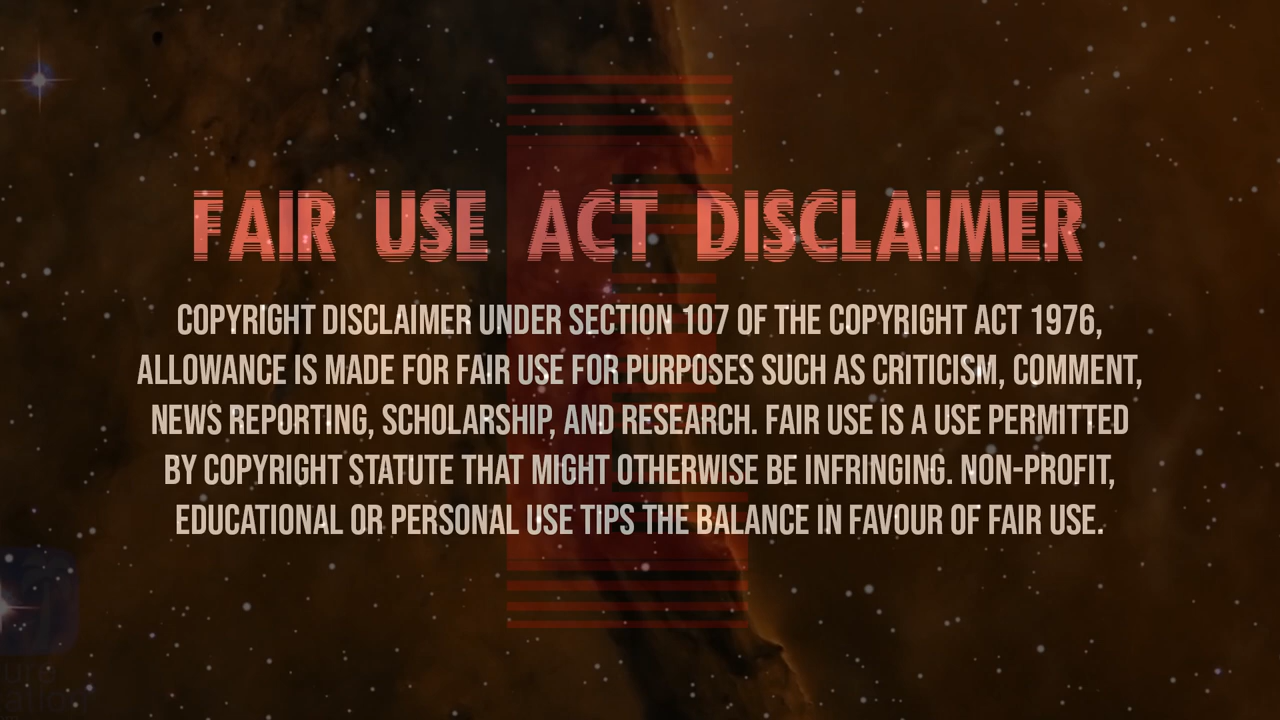 FAIR USE ACT DISCLAIMER
COPYRIGHT DISCLAIMER UNDER SECTION 107 OF THE COPYRIGHT ACT 1976,
ALLOWANCE IS MADE FOR FAIR USE FOR PURPOSES SUCH AS CRITICISM, COMMENT,
NEWS REPORTING, SCHOLARSHIP, AND RESEARCH. FAIR USE IS A USE PERMITTED
BY COPYRIGHT STATUTE THAT MIGHT OTHERWISE BE INFRINGING. NON-PROFIT,
EDUCATIONAL OR PERSONAL USE TiPS THE BALANCE IN FAVOUR OF FAIR USE.